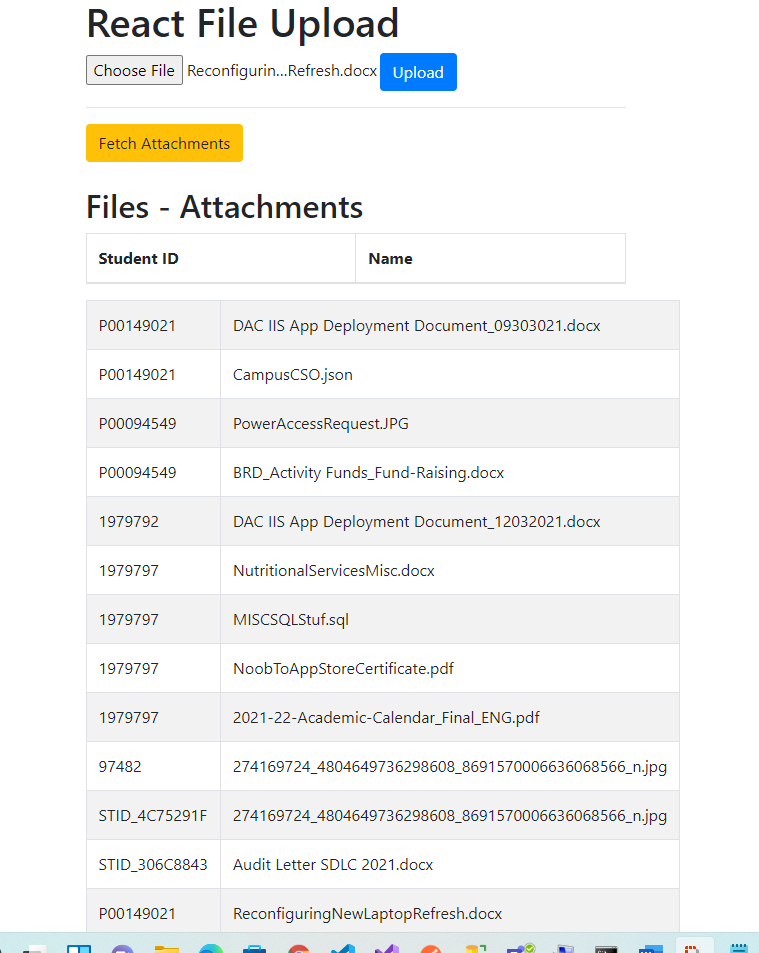 React File Upload
Choose File Reconfigurin...Refresh.docx Upload
Fetch Attachments
Files - Attachments
Student ID Name
P00149021 DAC IIS App Deployment Document_09303021.docx
P00149021 CampusCSO.json
P00094549 PowerAccessRequest.JPG
P00094549 BRD_Activity Funds_Fund-Raising.docx
1979792 DAC IIS App Deployment Document_12032021.docx
1979797 NutritionalServicesMisc.docx
1979797 MISCSQLStuf.sql
1979797 NoobToAppStoreCertificate.pdf
1979797 2021-22-Academic-Calendar_Final_ENG.pdf
97482 274169724_4804649736298608_8691570006636068566_n.jpg
STID_4C75291F 274169724_4804649736298608_8691570006636068566_n.jpg
STID_306C8843 Audit Letter SDLC 2021.docx
P00149021 ReconfiguringNewLaptopRefresh.docx